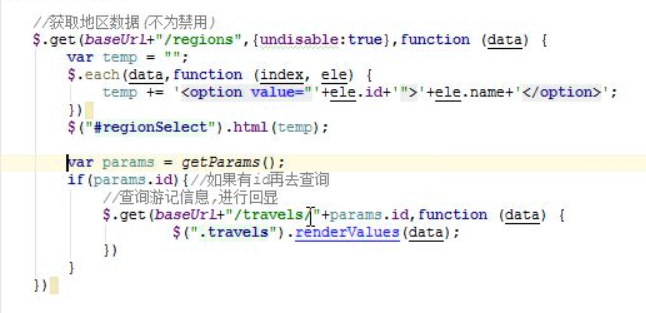 //获取地区数据(不为禁用)
$.get(baseUrl+"/regions",{undisable:true},function (data) {
var temp = "";
$.each(data,function (index, ele) {
temp += '<option value="'+ele.id+'">'+ele.name+'</option>';
})
$("#regionSelect").html(temp);
var params = getParams();
if(params.id){//如果有id再去查询
//查询游记信息,进行回显
$.get(baseUrl+"/travels/"+params.id,function (data) {
$(".travels").renderValues(data);
})
}
})